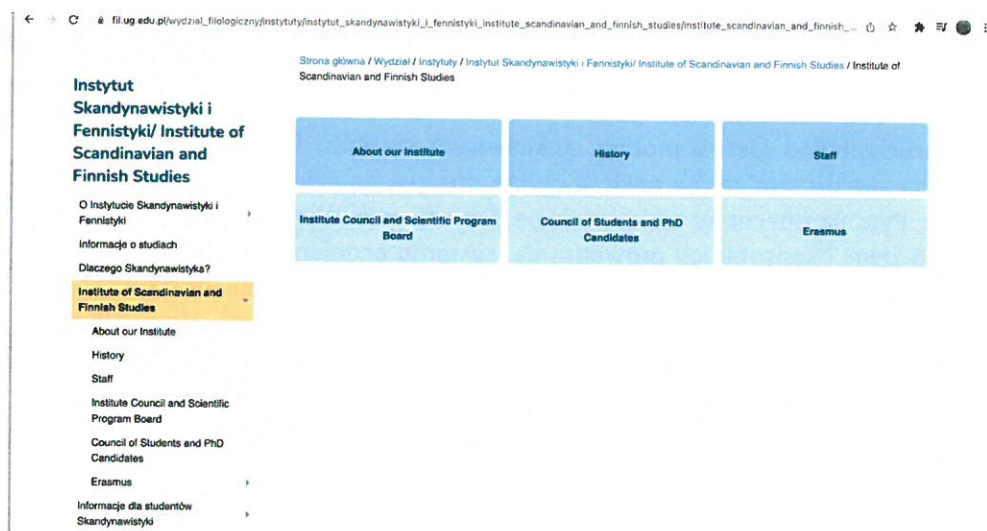 fil.ug.edu.pl/wydzial_filologiczny/instytuty/instytut_skandynawistyki_i_fennistyki_institute_scandinavian_and_finnish_studies/institute_scandinavian_and_finnish_...
Strona główna / Wydział / Instytuty / Instytut Skandynawistyki i Fennistyki/ Institute of Scandinavian and Finnish Studies / Institute of
Scandinavian and Finnish Studies
Instytut
Skandynawistyki i
Fennistyki/ Institute of
Scandinavian and
Finnish Studies
O Instytucie Skandynawistyki i
Fennistyki
Informacje o studiach
Dlaczego Skandynawistyka?
Institute of Scandinavian and
Finnish Studies
About our Institute
History
Staff
Institute Council and Scientific
Program Board
Council of Students and PhD
Candidates
Erasmus
Informacje dla studentów
Skandynawistyki
About our Institute
History
Staff
Institute Council and Scientific Program
Board
Council of Students and PhD
Candidates
Erasmus